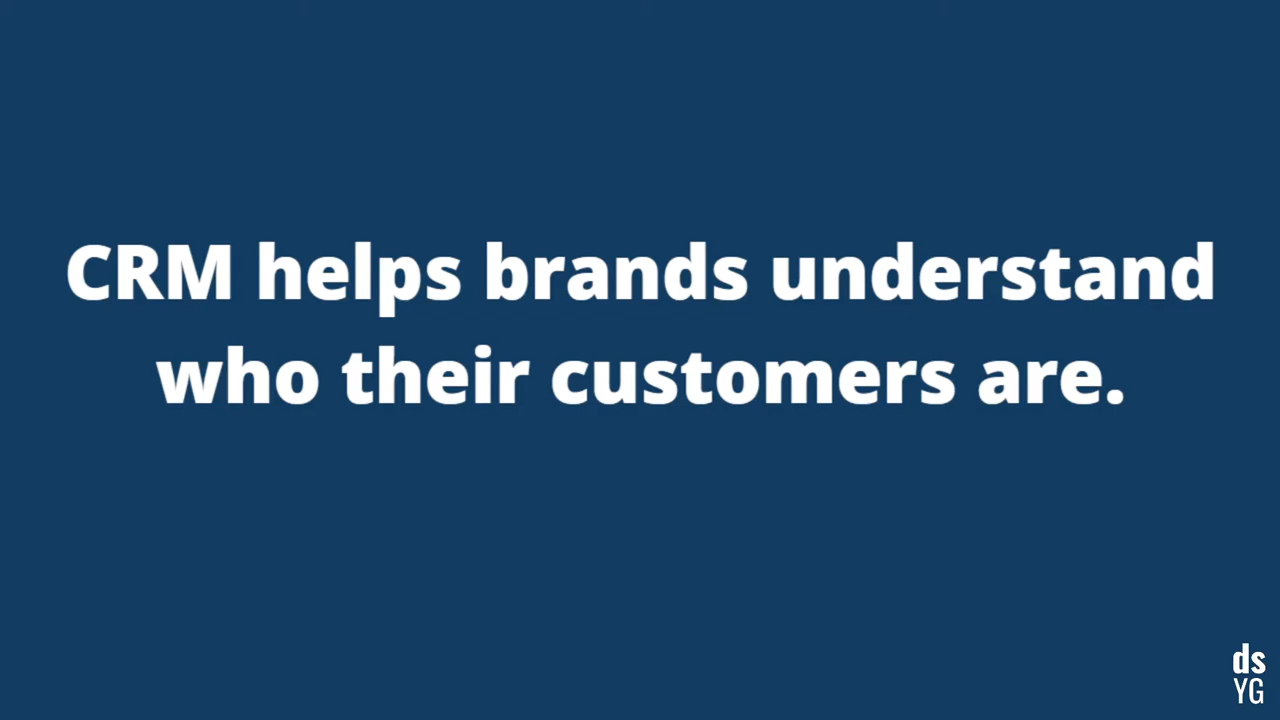 CRM helps brands understand
who their customers are.
ds
YG